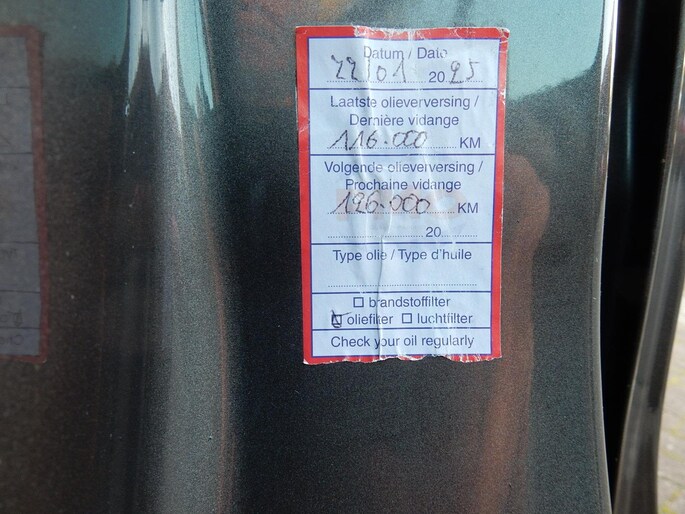 Datum / Date
22/01 2025
Laatste olieverversing /
Dernière vidange
116.000 KM
Volgende olieverversing /
Prochaine vidange
126.000 KM
20
Type olie / Type d'huile
brandstoffilter
oliefilter luchtfilter
Check your oil regularly